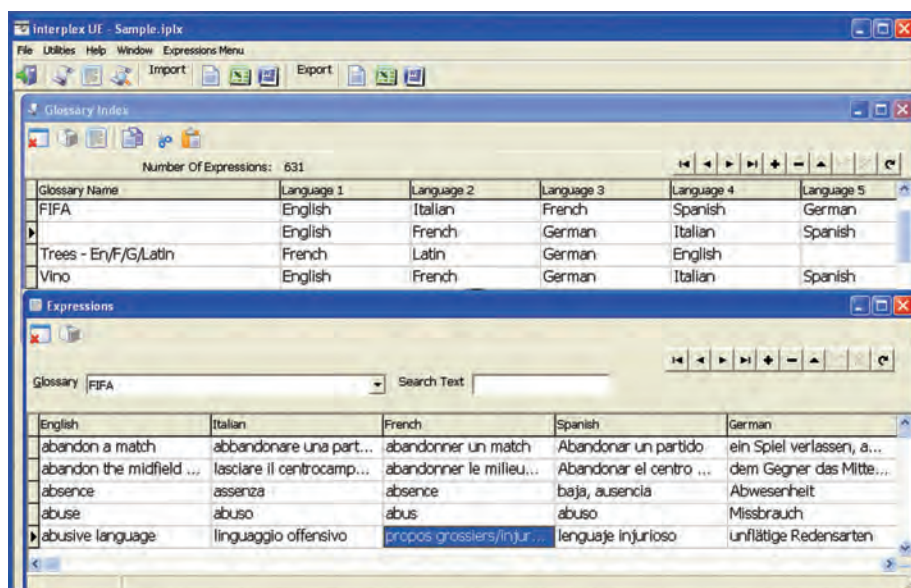 interplex UE - Sample.iplx
File Utilities Help Window Expressions Menu
Import Export
Glossary Index
Number Of Expressions: 631
Glossary Name Language 1 Language 2 Language 3 Language 4 Language 5
FIFA English Italian French Spanish German
English French German Italian Spanish
Trees - En/F/G/Latin French Latin German English
Vino English French German Italian Spanish
Expressions
Glossary FIFA Search Text
English Italian French Spanish German
abandon a match abbandonare una part... abandonner un match Abandonar un partido ein Spiel verlassen, a...
abandon the midfield ... lasciare il centrocamp... abandonner le milieu... Abandonar el centro ... dem Gegner das Mitte...
absence assenza absence baja, ausencia Abwesenheit
abuse abuso abus abuso Missbrauch
abusive language linguaggio offensivo propos grossiers/injur... lenguaje injurioso unflätige Redensarten